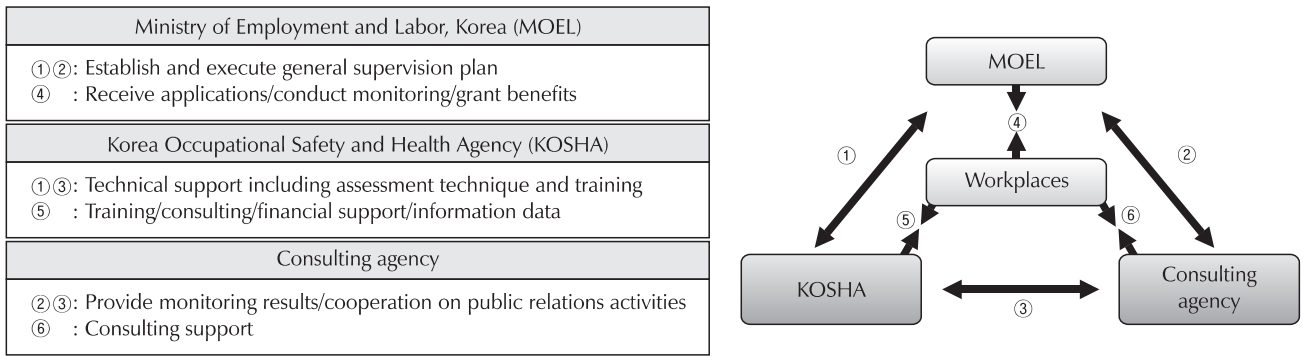 Ministry of Employment and Labor, Korea (MOEL)
①②: Establish and execute general supervision plan
④ : Receive applications/conduct monitoring/grant benefits
Korea Occupational Safety and Health Agency (KOSHA)
①③: Technical support including assessment technique and training
⑤ : Training/consulting/financial support/information data
Consulting agency
②③: Provide monitoring results/cooperation on public relations activities
⑥ : Consulting support
MOEL
④
①
②
Workplaces
⑤
⑥
KOSHA
Consulting
agency
③